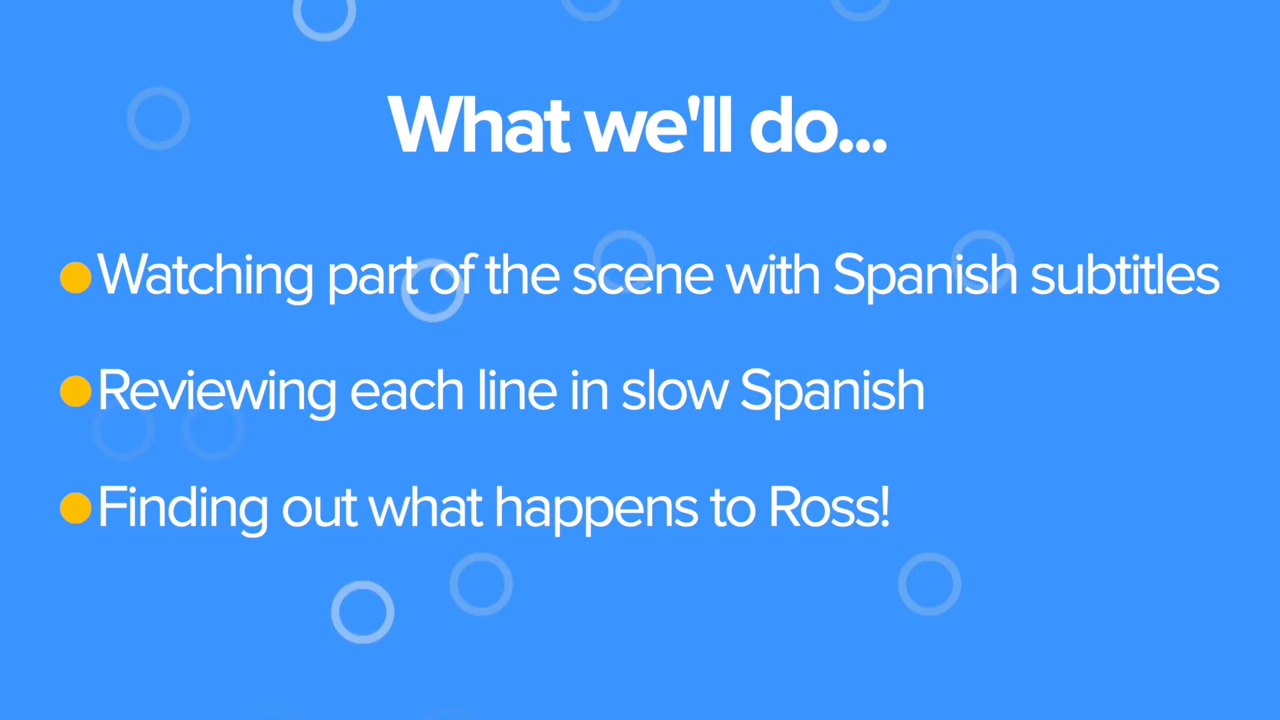 What we'll do...
Watching part of the scene with Spanish subtitles
Reviewing each line in slow Spanish
Finding out what happens to Ross!